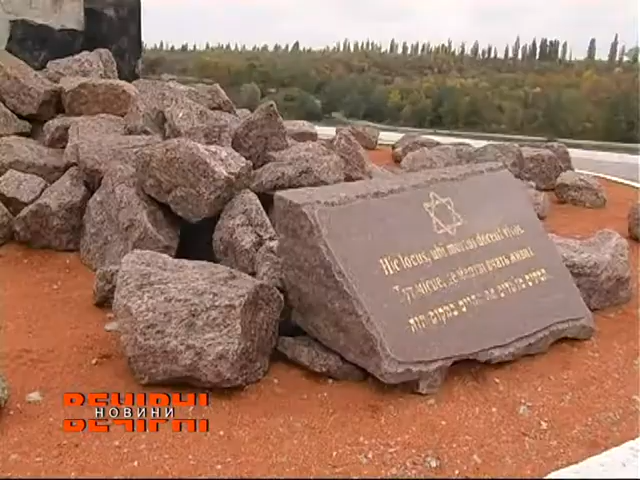 Hic locus, ubi mortui docent vivos.
Тут місце, де мертві вчать живих.
ВЕЧІРНІ
НОВИНИ